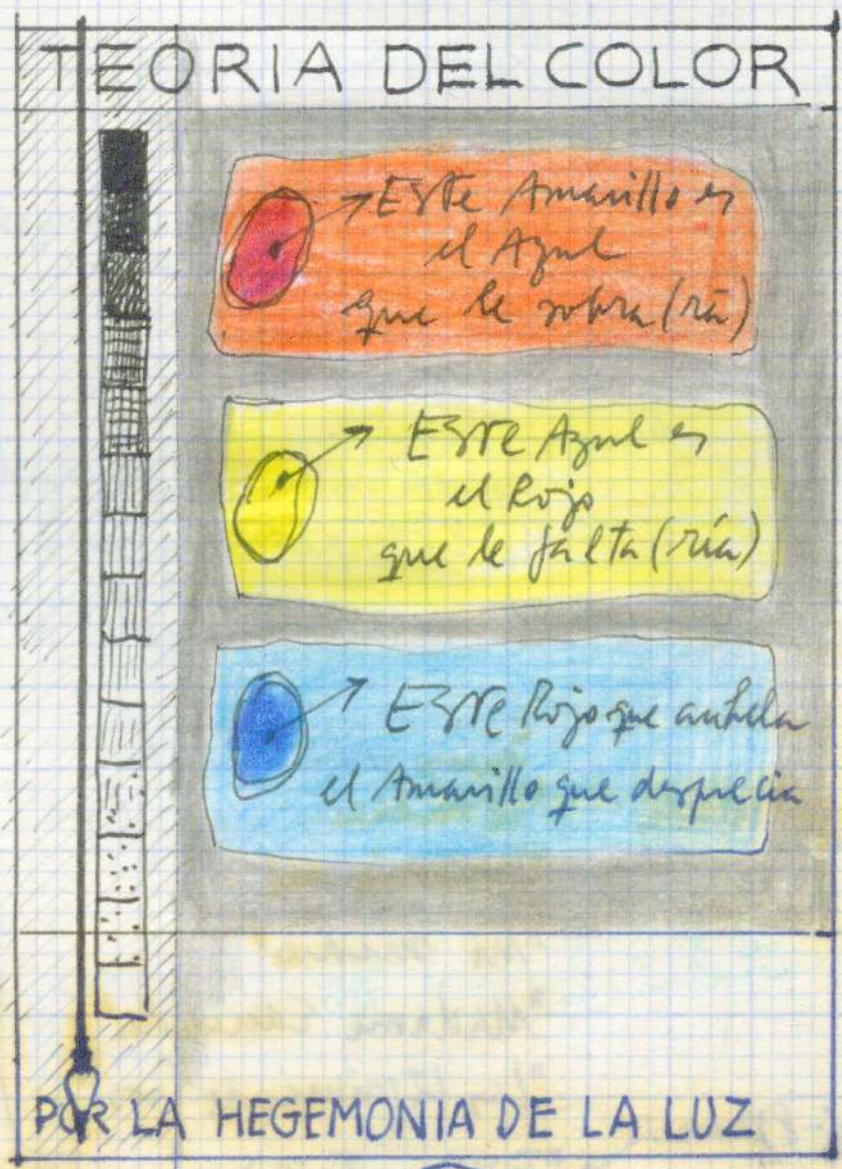 TEORIA DEL COLOR
Este Amarillo es
el Azul
que le sobra (ría)
Este Azul es
el Rojo
que le falta (ría)
Este Rojo que anhela
el Amarillo que desprecia
POR LA HEGEMONIA DE LA LUZ